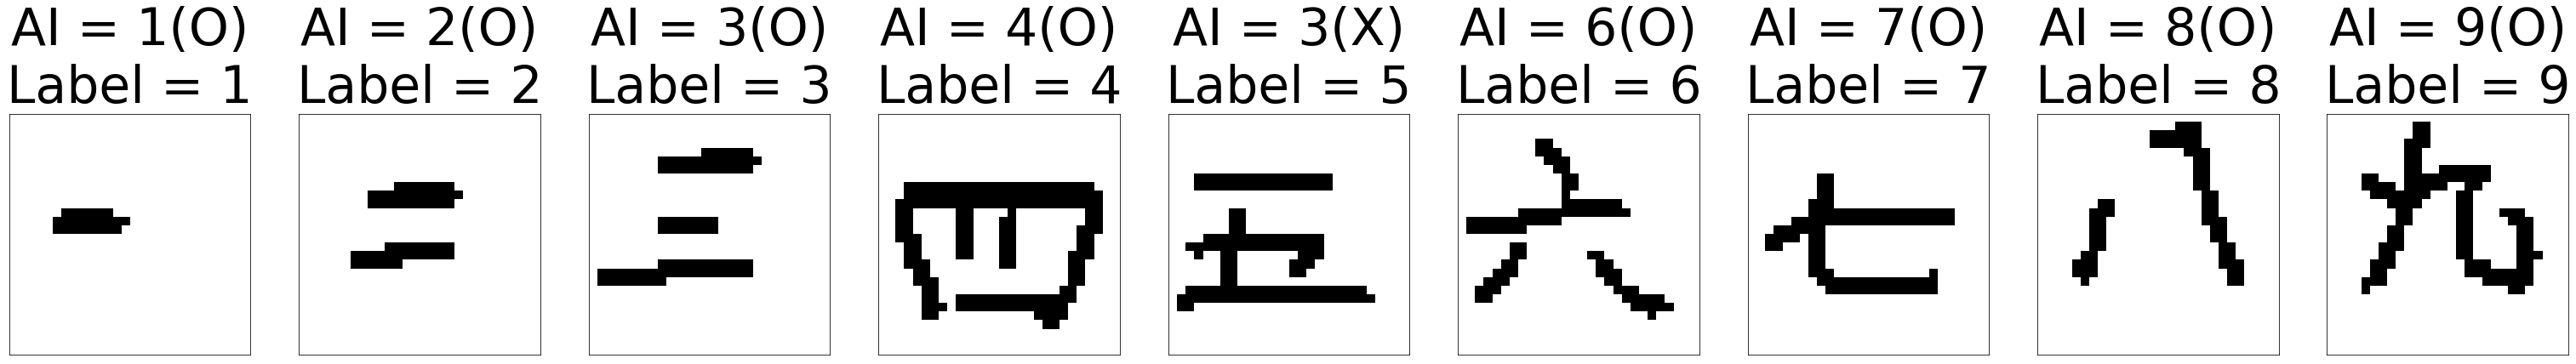 AI = 1(O) AI = 2(O) AI = 3(O) AI = 4(O) AI = 3(X) AI = 6(O) AI = 7(O) AI = 8(O) AI = 9(O)
Label = 1 Label = 2 Label = 3 Label = 4 Label = 5 Label = 6 Label = 7 Label = 8 Label = 9
一 二 三 四 五 六 七 八 九